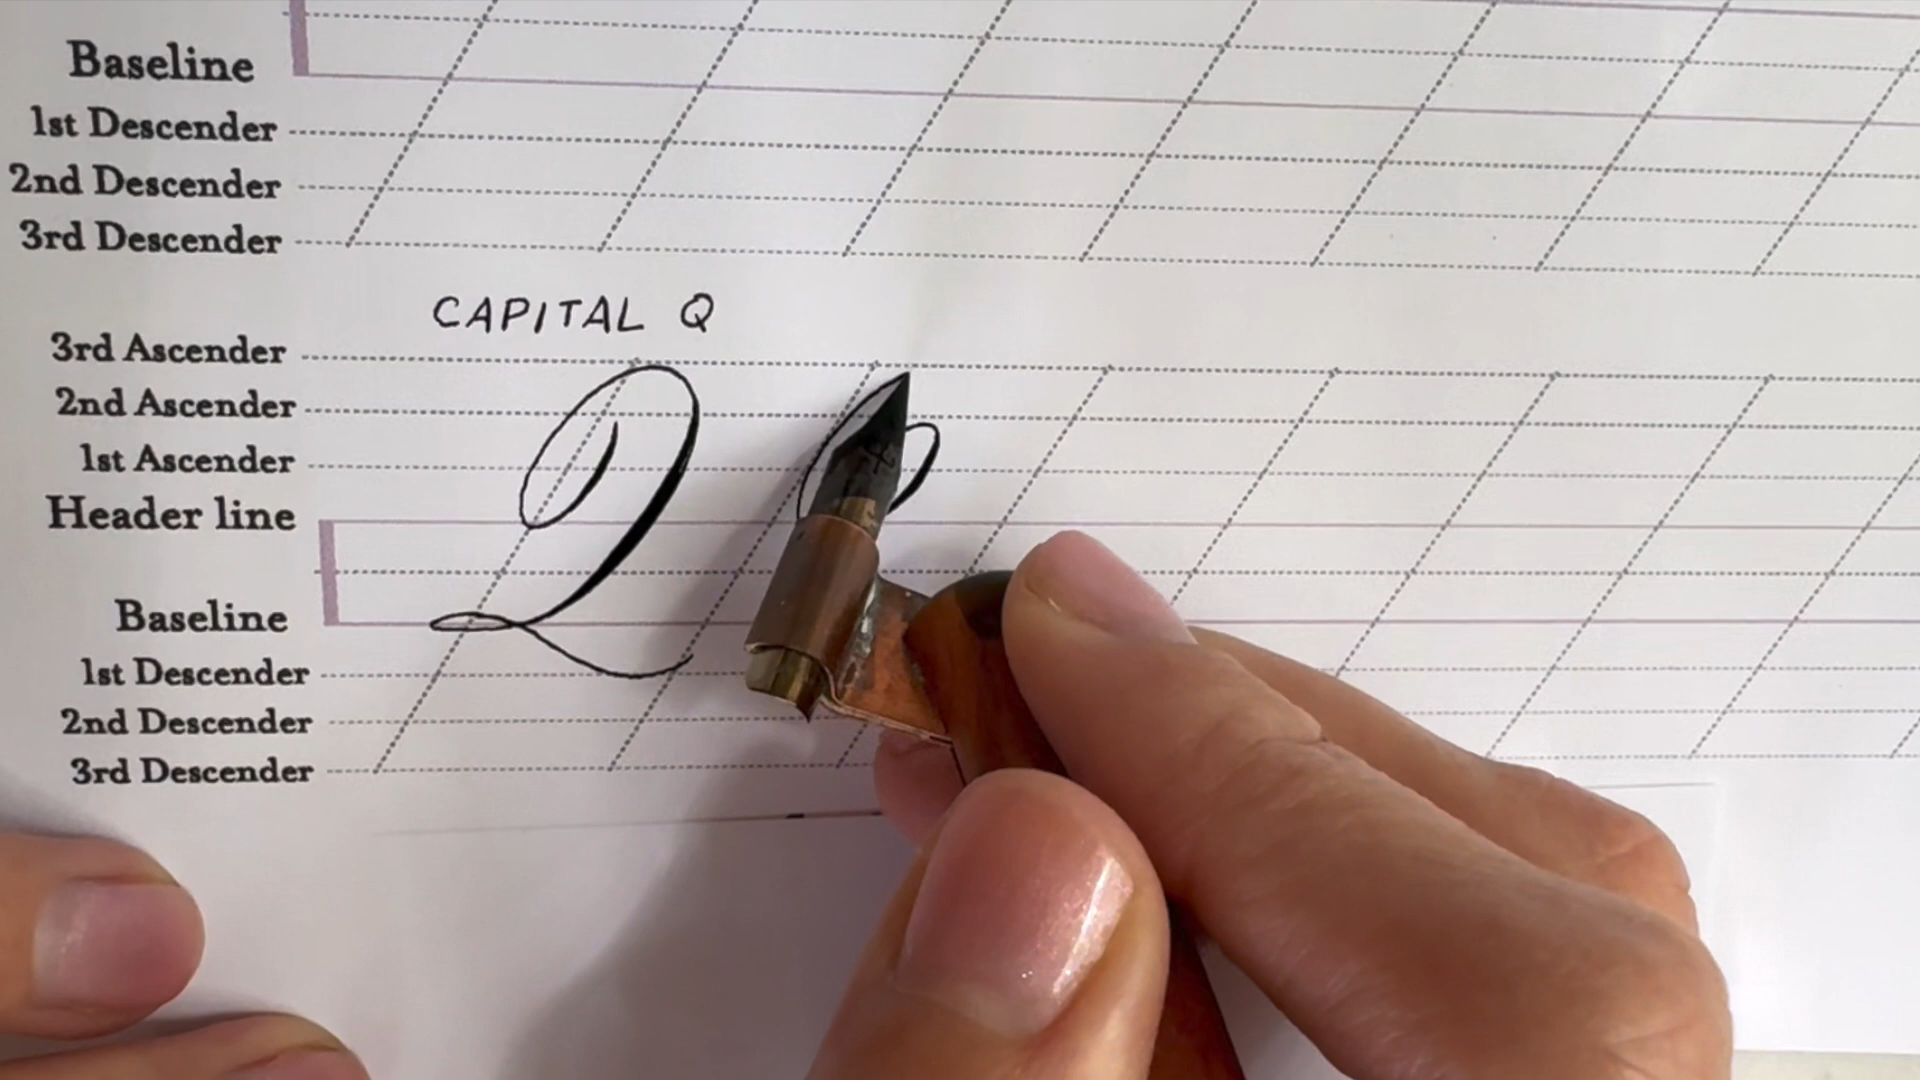 Baseline
1st Descender
2nd Descender
3rd Descender
CAPITAL Q
3rd Ascender
2nd Ascender
1st Ascender
Header line
Baseline
1st Descender
2nd Descender
3rd Descender
Q